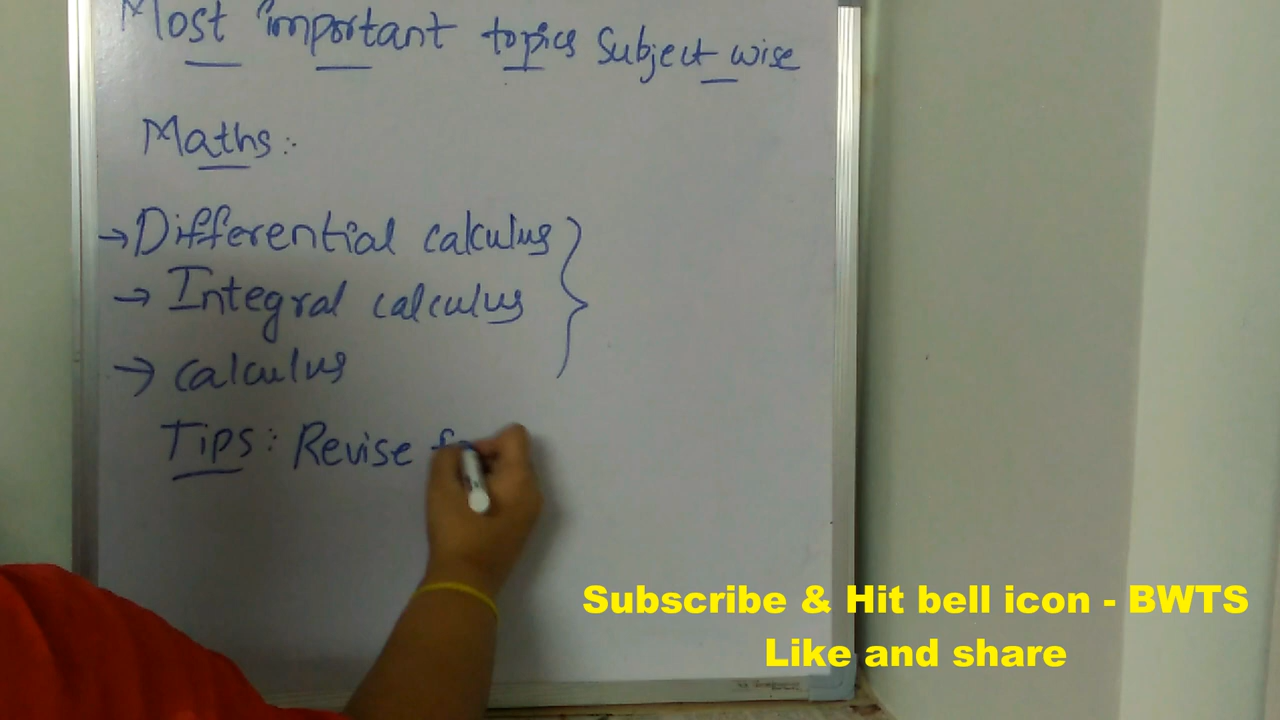 Most important topics Subject wise
Maths:
→ Differential calculus
→ Integral calculus
→ calculus
Tips: Revise
Subscribe & Hit bell icon - BWTS
Like and share